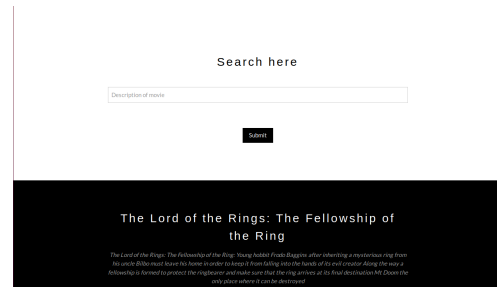 Search here
Description of movie
Submit
The Lord of the Rings: The Fellowship of
the Ring
The Lord of the Rings: The Fellowship of the Ring: Young hobbit Frodo Baggins after inheriting a mysterious ring from
his uncle Bilbo must leave his home in order to keep it from falling into the hands of its evil creator Along the way a
fellowship is formed to protect the ringbearer and make sure that the ring arrives at its final destination Mt Doom the
only place where it can be destroyed